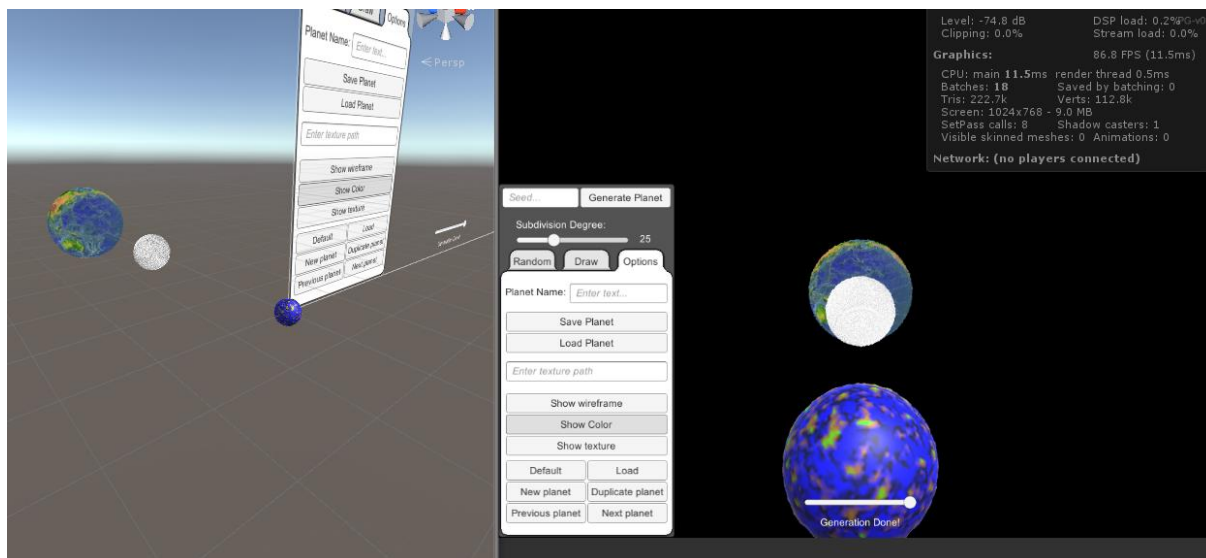 Options
Planet Name: Enter text...
Persp
Save Planet
Load Planet
Enter texture path
Show wireframe
Show Color
Show texture
Default Load
New planet Duplicate planet
Previous planet Next planet
Level: -74.8 dB DSP load: 0.2%
Clipping: 0.0% Stream load: 0.0%
Graphics: 86.8 FPS (11.5ms)
CPU: main 11.5ms render thread 0.5ms
Batches: 18 Saved by batching: 0
Tris: 222.7k Verts: 112.8k
Screen: 1024x768 - 9.0 MB
SetPass calls: 8 Shadow casters: 1
Visible skinned meshes: 0 Animations: 0
Network: (no players connected)
Seed... Generate Planet
Subdivision Degree:
25
Random Draw Options
Planet Name: Enter text...
Save Planet
Load Planet
Enter texture path
Show wireframe
Show Color
Show texture
Default Load
New planet Duplicate planet
Previous planet Next planet
Generation Done!